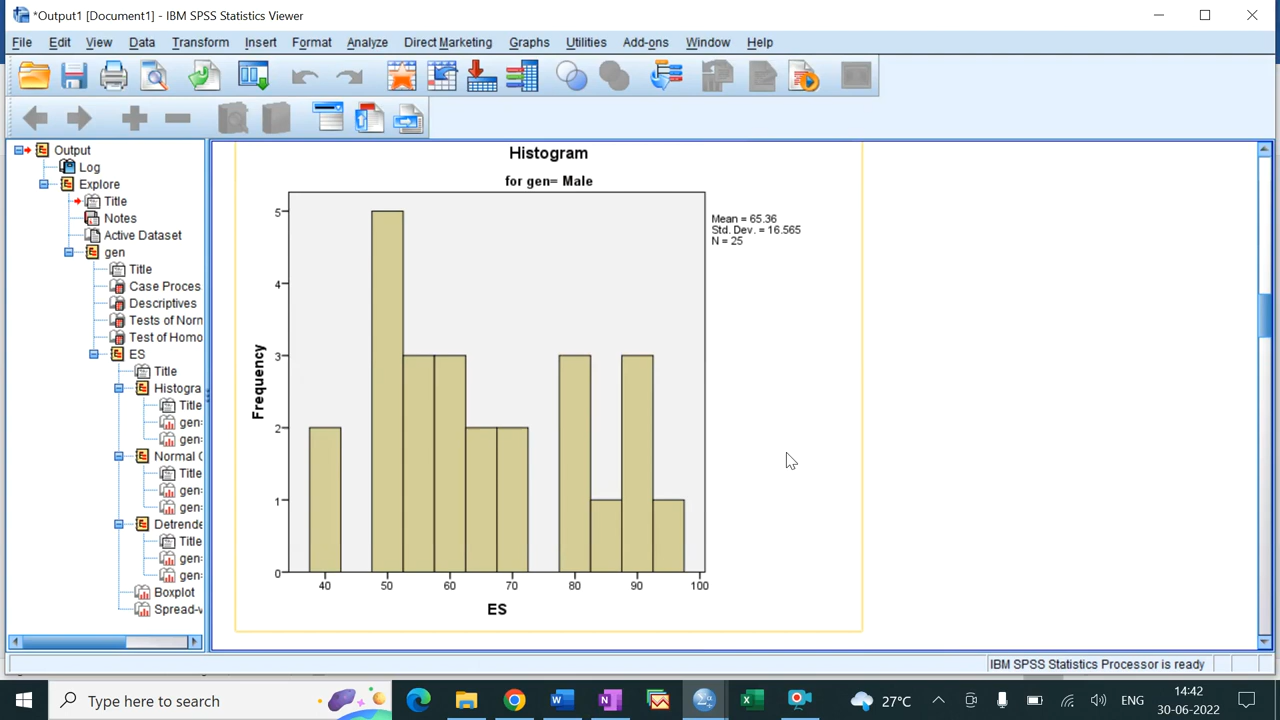 *Output1 [Document1] - IBM SPSS Statistics Viewer
File Edit View Data Transform Insert Format Analyze Direct Marketing Graphs Utilities Add-ons Window Help
Output
Log
Explore
Title
Notes
Active Dataset
gen
Title
Case Proces
Descriptives
Tests of Norm
Test of Homo
ES
Title
Histogra
Title
gen=
gen=
Normal Q
Title
gen=
gen=
Detrende
Title
gen=
gen=
Boxplot
Spread-v
Histogram
for gen= Male
Mean = 65.36
Std. Dev. = 16.565
N = 25
5
4
3
2
1
0
Frequency
40 50 60 70 80 90 100
ES
IBM SPSS Statistics Processor is ready
Type here to search
27°C
ENG
14:42
30-06-2022